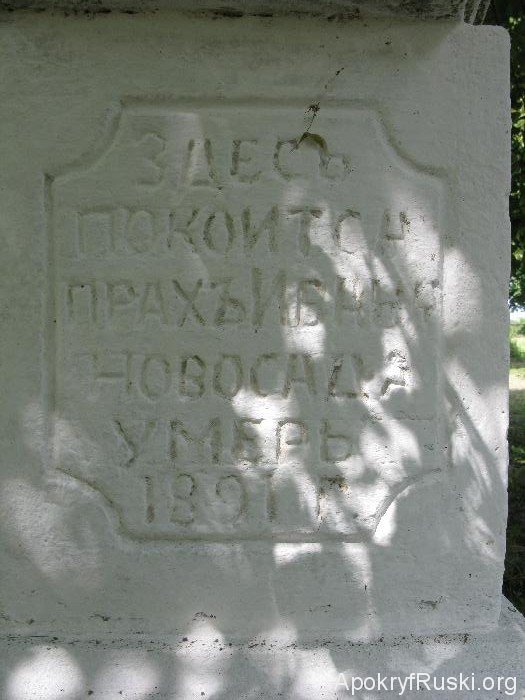 ЗДЕСЬ
ПОКОИТСЯ
ПРАХЪ ИВАНА
НОВОСАДА
УМЕРЪ
1891 Г
ApokryfRuski.org